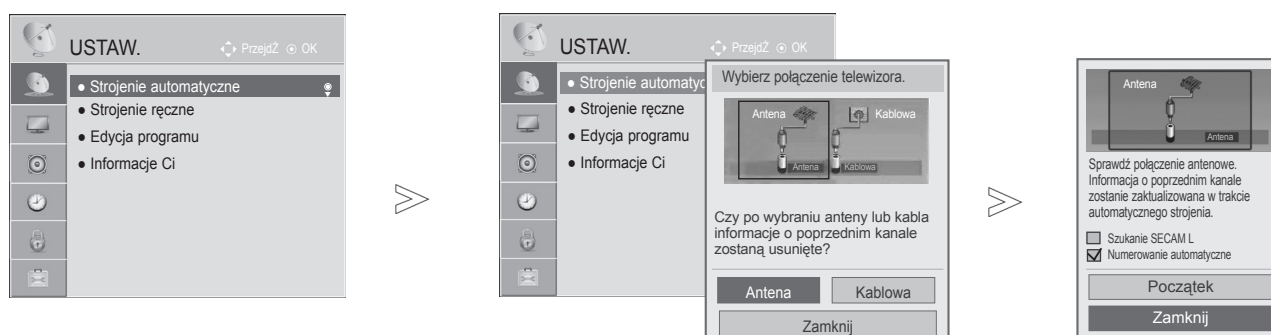 USTAW.
PrzejdŹ OK
● Strojenie automatyczne
● Strojenie ręczne
● Edycja programu
● Informacje Ci
USTAW.
PrzejdŹ OK
● Strojenie automatyc
● Strojenie ręczne
● Edycja programu
● Informacje Ci
Wybierz połączenie telewizora.
Antena
Kablowa
Antena
Kablowa
Czy po wybraniu anteny lub kabla
informacje o poprzednim kanale
zostaną usunięte?
Antena
Kablowa
Zamknij
Antena
Antena
Sprawdź połączenie antenowe.
Informacja o poprzednim kanale
zostanie zaktualizowana w trakcie
automatycznego strojenia.
Szukanie SECAM L
Numerowanie automatyczne
Początek
Zamknij